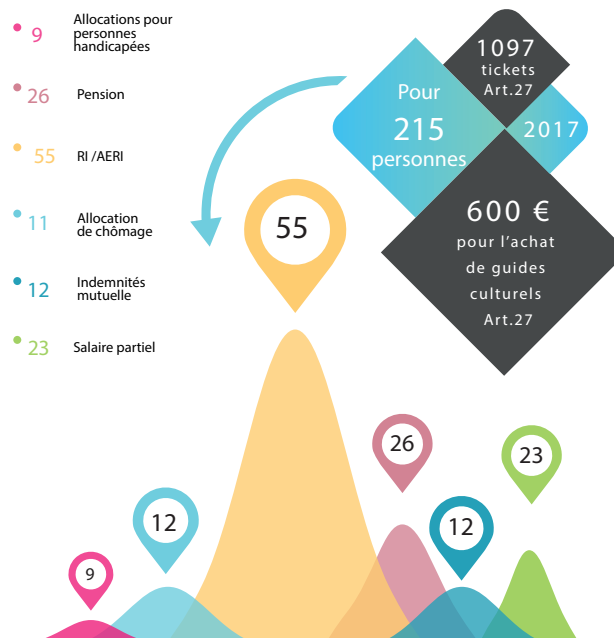 9
Allocations pour
personnes
handicapées
26
Pension
55
RI /AERI
11
Allocation
de chômage
12
Indemnités
mutuelle
23
Salaire partiel
1097
tickets
Art.27
Pour
215
personnes
2017
600 €
pour l'achat
de guides
culturels
Art.27
55
26
23
12
12
9